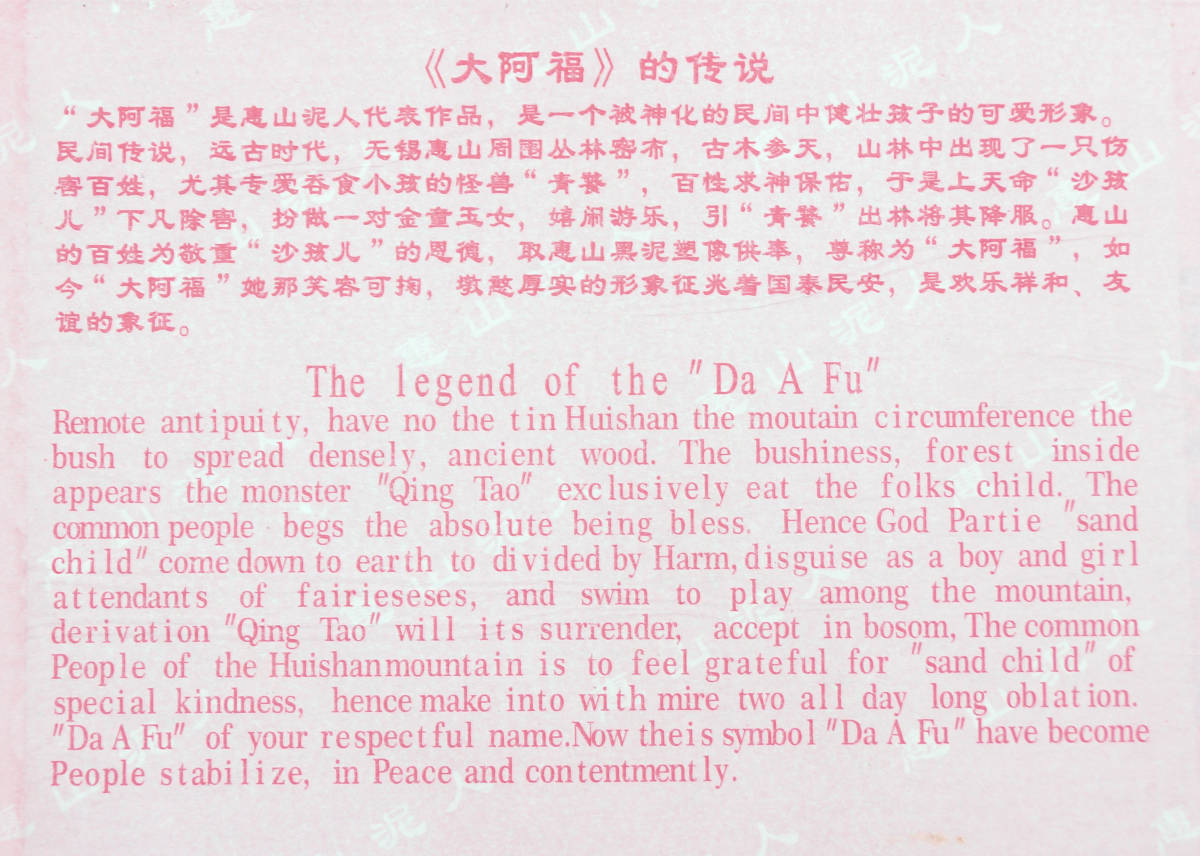 《大阿福》的传说
“大阿福”是惠山泥人代表作品，是一个被神化的民间中健壮孩子的可爱形象。
民间传说，远古时代，无锡惠山周围丛林密布，古木参天，山林中出现了一只伤
害百姓，尤其专爱吞食小孩的怪兽“青饕”，百性求神保佑，于是上天命“沙孩
儿”下凡除害，扮做一对金童玉女，嬉闹游乐，引“青饕”出林将其降服。惠山
的百姓为敬重“沙孩儿”的恩德，取惠山黑泥塑像供奉，尊称为“大阿福”，如
今“大阿福”她那笑容可掬，墩憨厚实的形象征兆着国泰民安，是欢乐祥和、友
谊的象征。
The legend of the "Da A Fu"
Remote antipuity, have no the tin Huishan the moutain circumference the
bush to spread densely, ancient wood. The bushiness, forest inside
appears the monster "Qing Tao" exclusively eat the folks child. The
common people begs the absolute being bless. Hence God Partie "sand
child" come down to earth to divided by Harm, disguise as a boy and girl
attendants of fairieseses, and swim to play among the mountain,
derivation "Qing Tao" will its surrender, accept in bosom, The common
People of the Huishanmountain is to feel grateful for "sand child" of
special kindness, hence make into with mire two all day long oblation.
"Da A Fu" of your respectful name.Now theis symbol "Da A Fu" have become
People stabilize, in Peace and contentmently.